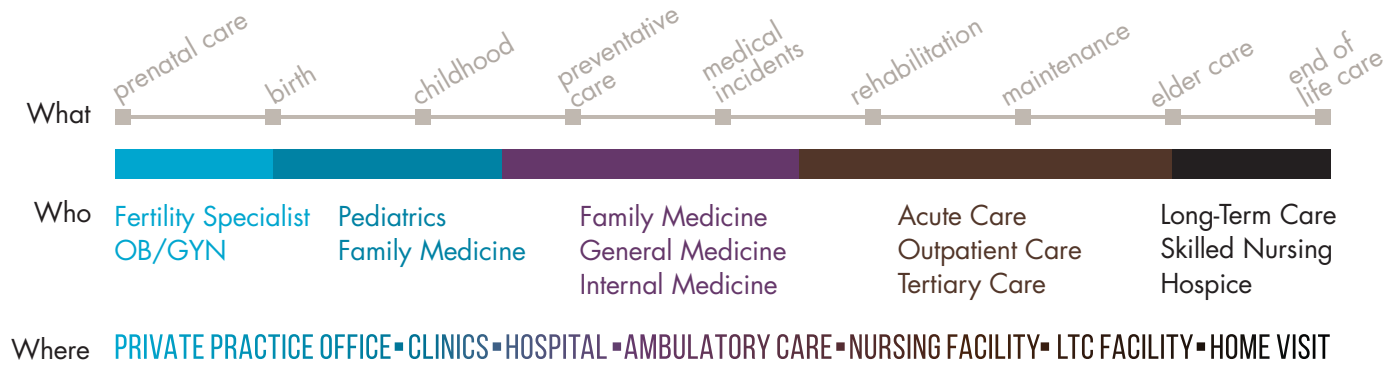 prenatal care
birth
childhood
preventative
care
medical
incidents
rehabilitation
maintenance
elder care
end of
life care
What
Who
Fertility Specialist
OB/GYN
Pediatrics
Family Medicine
Family Medicine
General Medicine
Internal Medicine
Acute Care
Outpatient Care
Tertiary Care
Long-Term Care
Skilled Nursing
Hospice
Where
PRIVATE PRACTICE OFFICE▪CLINICS▪HOSPITAL▪AMBULATORY CARE▪NURSING FACILITY▪LTC FACILITY▪HOME VISIT